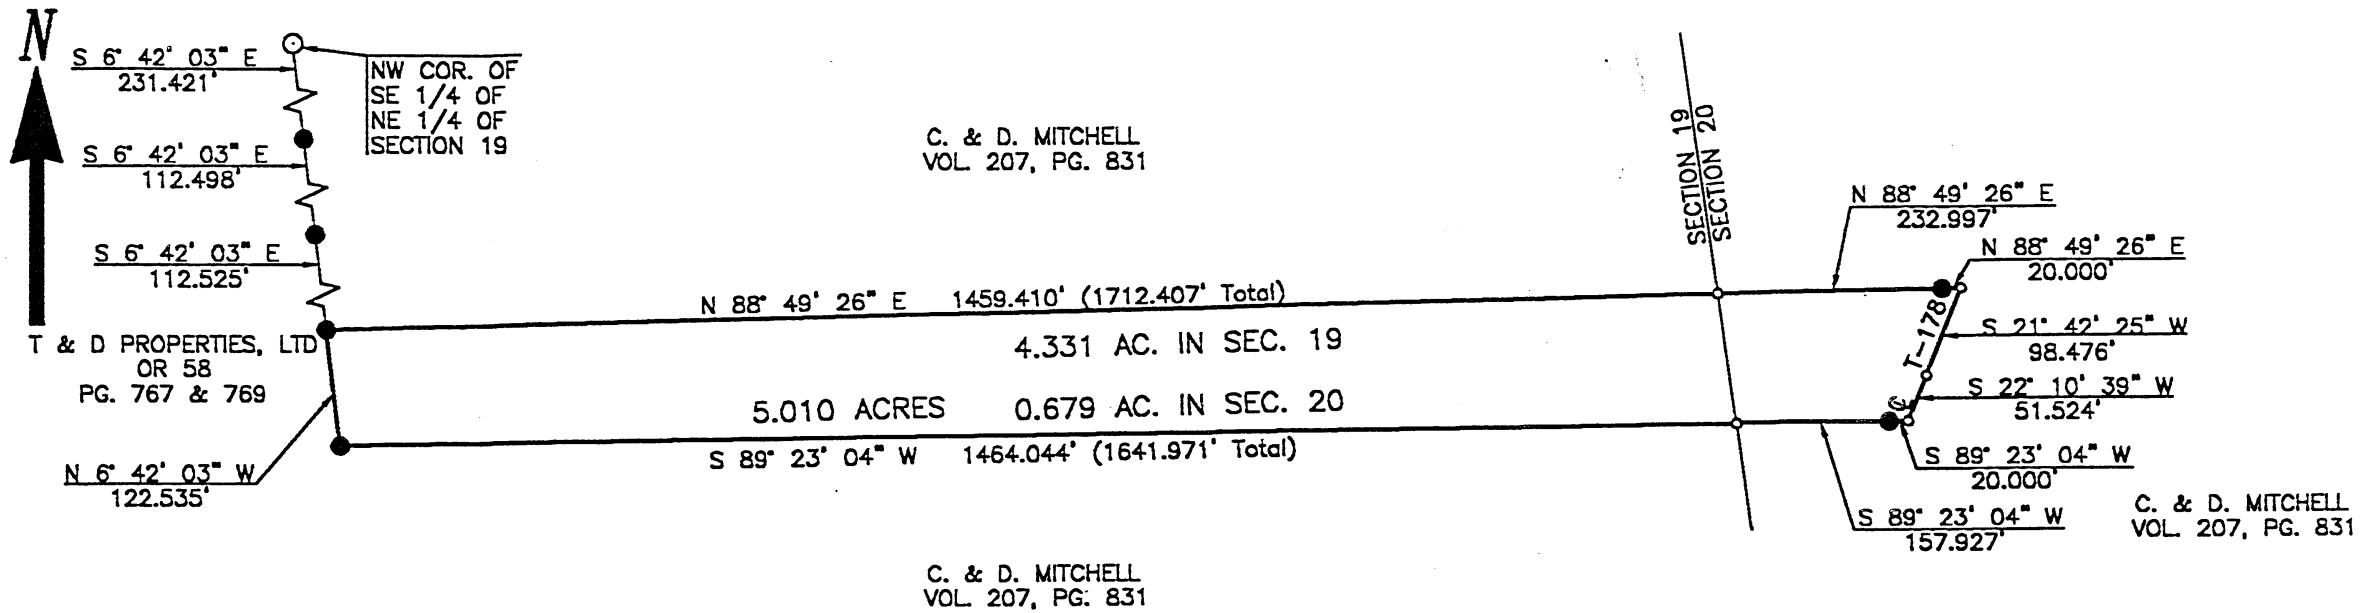 N
S 6° 42' 03" E
231.421'
NW COR. OF
SE 1/4 OF
NE 1/4 OF
SECTION 19
S 6° 42' 03" E
112.498'
S 6° 42' 03" E
112.525'
C. & D. MITCHELL
VOL. 207, PG. 831
SECTION 19
SECTION 20
N 88° 49' 26" E
232.997'
N 88° 49' 26" E
20.000'
N 88° 49' 26" E 1459.410' (1712.407' Total)
T & D PROPERTIES, LTD
OR 58
PG. 767 & 769
4.331 AC. IN SEC. 19
T-178
S 21° 42' 25" W
98.476'
5.010 ACRES 0.679 AC. IN SEC. 20
℄
S 22° 10' 39" W
51.524'
S 89° 23' 04" W 1464.044' (1641.971' Total)
N 6° 42' 03" W
122.535'
S 89° 23' 04" W
20.000'
S 89° 23' 04" W
157.927'
C. & D. MITCHELL
VOL. 207, PG. 831
C. & D. MITCHELL
VOL. 207, PG. 831